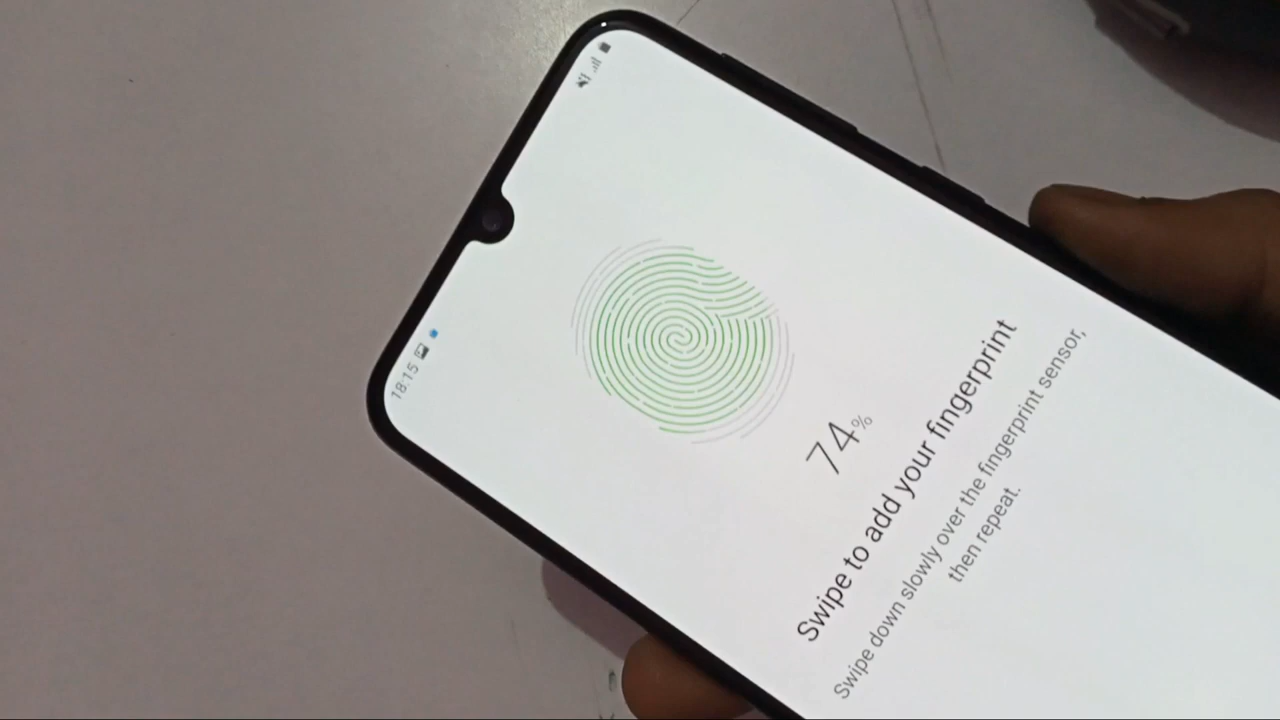 18:15
74%
Swipe to add your fingerprint
Swipe down slowly over the fingerprint sensor,
then repeat.